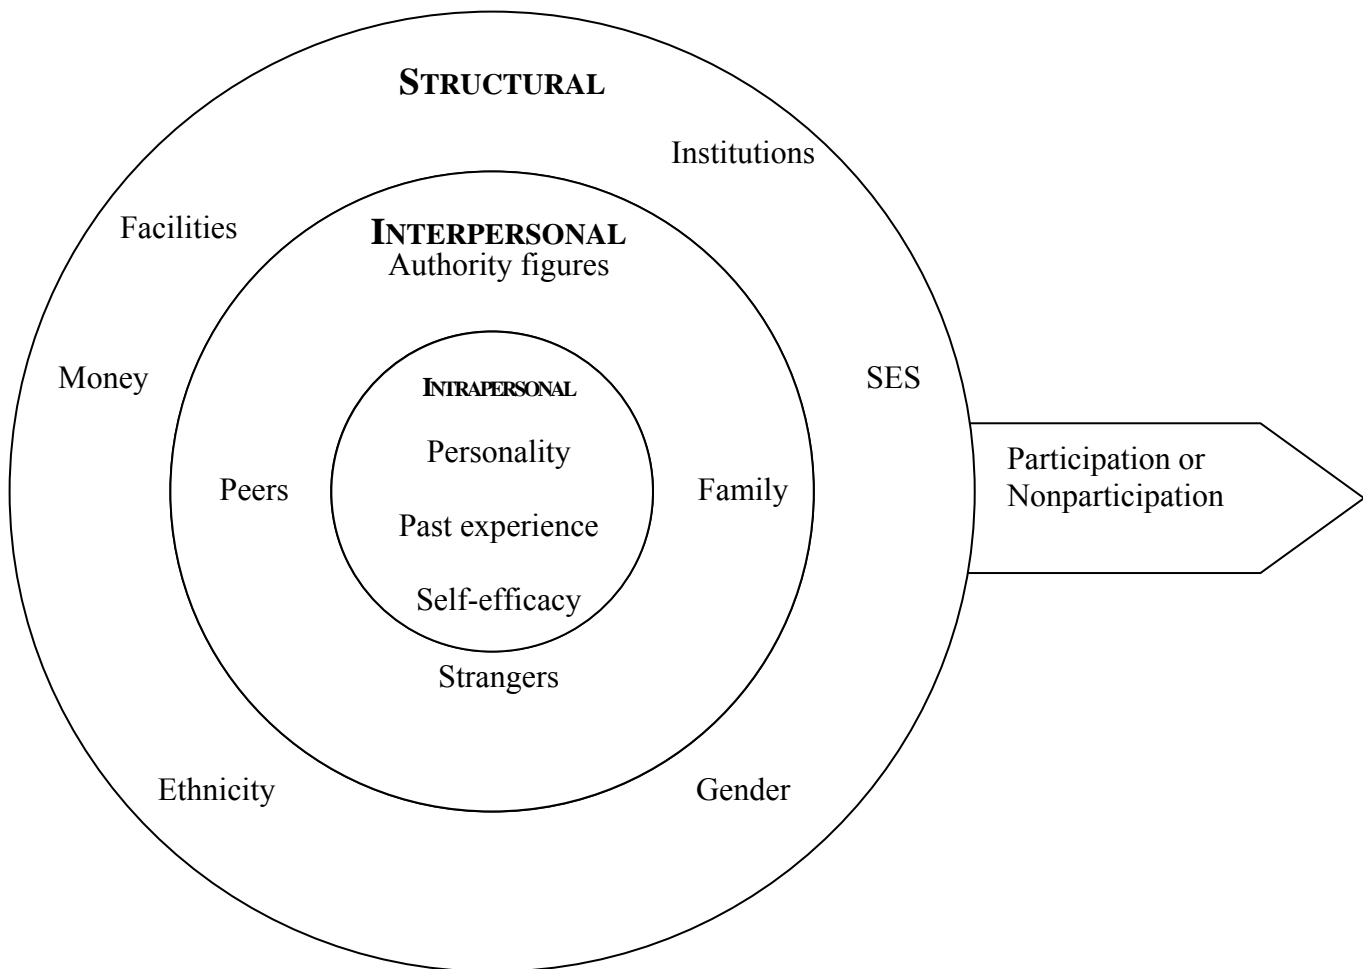 STRUCTURAL
Institutions
Facilities
INTERPERSONAL
Authority figures
Money
SES
INTRAPERSONAL
Personality
Participation or
Nonparticipation
Peers
Family
Past experience
Self-efficacy
Strangers
Ethnicity
Gender